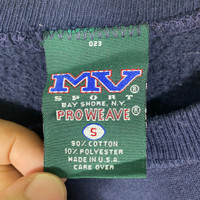 023
MV®
SPORT
BAY SHORE, N.Y.
PROWEAVE®
S
90% COTTON
10% POLYESTER
MADE IN U.S.A.
CARE OVER